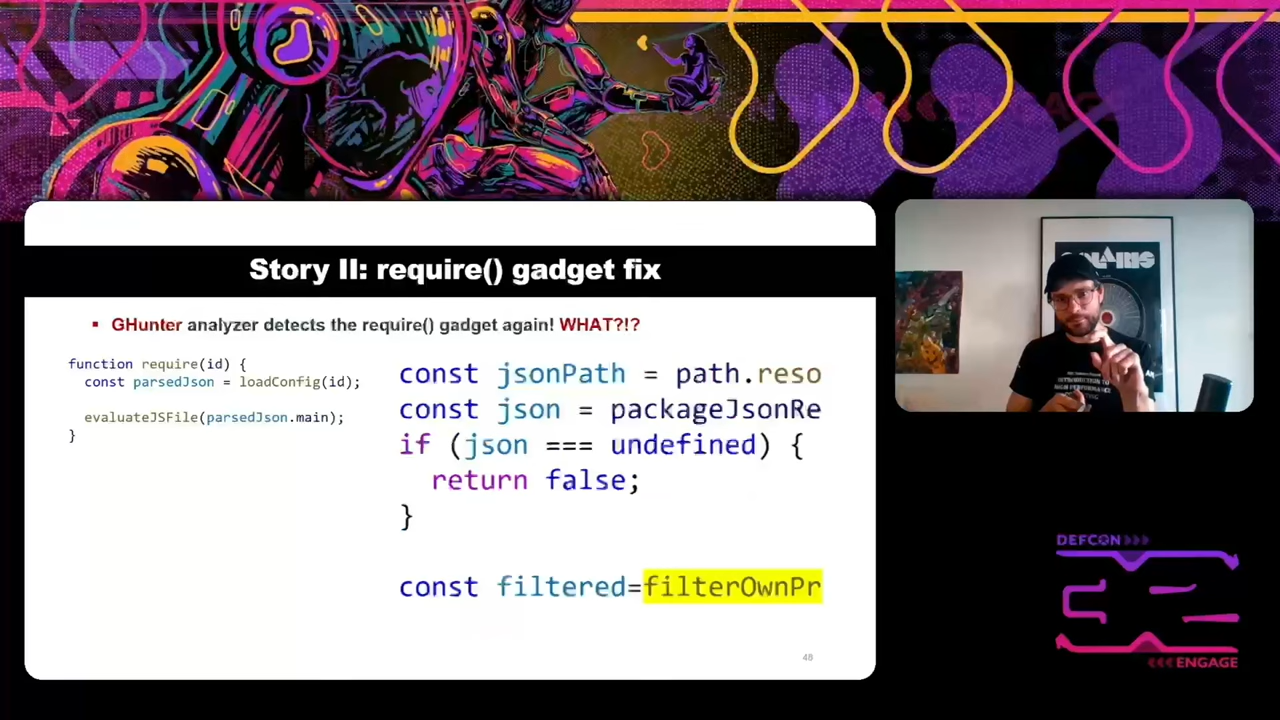 Story II: require() gadget fix
▪ GHunter analyzer detects the require() gadget again! WHAT?!?
function require(id) {
const parsedJson = loadConfig(id);
evaluateJSFile(parsedJson.main);
}
const jsonPath = path.reso
const json = packageJsonRe
if (json === undefined) {
return false;
}
const filtered=filterOwnPr
48
DEFCON
ENGAGE